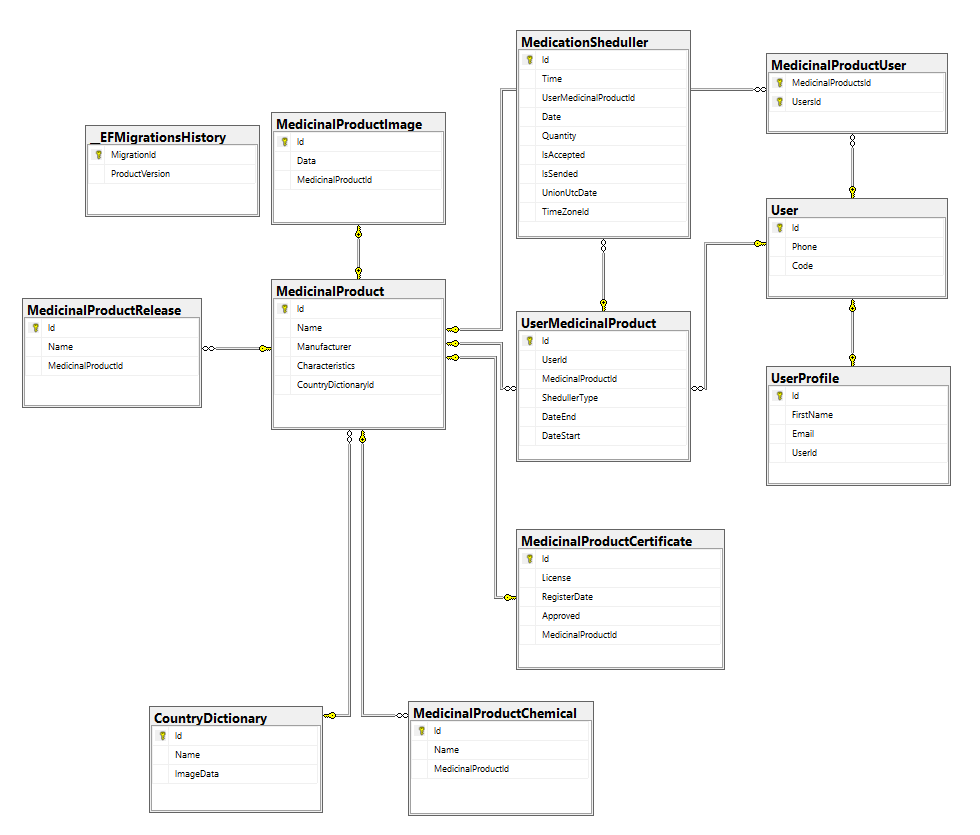 MedicationSheduller
Id
Time
UserMedicinalProductId
Date
Quantity
IsAccepted
IsSended
UnionUtcDate
TimeZoneId
MedicinalProductUser
MedicinalProductsId
UsersId
MedicinalProductImage
Id
Data
MedicinalProductId
__EFMigrationsHistory
MigrationId
ProductVersion
User
Id
Phone
Code
MedicinalProduct
Id
Name
Manufacturer
Characteristics
CountryDictionaryId
MedicinalProductRelease
Id
Name
MedicinalProductId
UserMedicinalProduct
Id
UserId
MedicinalProductId
ShedullerType
DateEnd
DateStart
UserProfile
Id
FirstName
Email
UserId
MedicinalProductCertificate
Id
License
RegisterDate
Approved
MedicinalProductId
CountryDictionary
Id
Name
ImageData
MedicinalProductChemical
Id
Name
MedicinalProductId